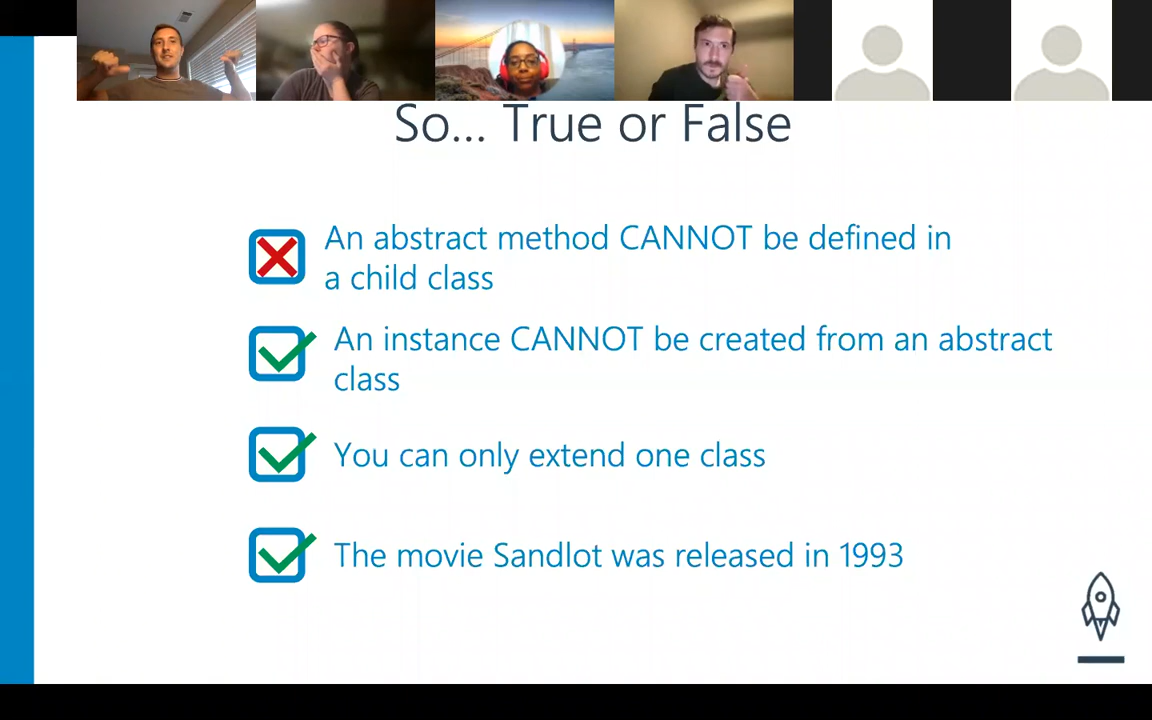 So... True or False
An abstract method CANNOT be defined in
a child class
An instance CANNOT be created from an abstract
class
You can only extend one class
The movie Sandlot was released in 1993